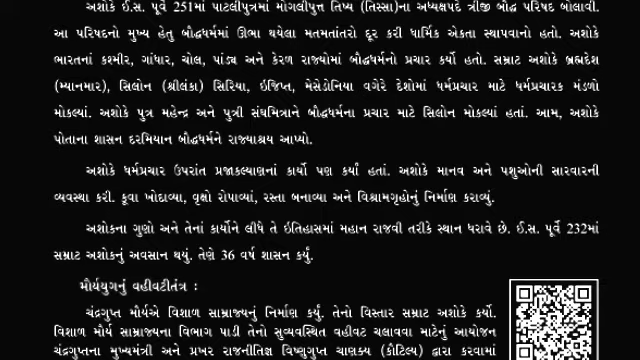 અશોકે ઈ.સ. પૂર્વે 251માં પાટલીપુત્રમાં મોગલીપુત્ત તિષ્ય (તિસ્સા)ના અધ્યક્ષપદે ત્રીજી બૌદ્ધ પરિષદ બોલાવી.
આ પરિષદનો મુખ્ય હેતુ બૌદ્ધધર્મમાં ઊભા થયેલા મતમતાંતરો દૂર કરી ધાર્મિક એકતા સ્થાપવાનો હતો. અશોકે
ભારતનાં કશ્મીર, ગાંધાર, ચોલ, પાંડ્ય અને કેરળ રાજ્યોમાં બૌદ્ધધર્મનો પ્રચાર કર્યો હતો. સમ્રાટ અશોકે બ્રહ્મદેશ
(મ્યાનમાર), સિલોન (શ્રીલંકા) સિરિયા, ઇજિપ્ત, મેસેડોનિયા વગેરે દેશોમાં ધર્મપ્રચાર માટે ધર્મપ્રચારક મંડળો
મોકલ્યાં. અશોકે પુત્ર મહેન્દ્ર અને પુત્રી સંઘમિત્રાને બૌદ્ધધર્મના પ્રચાર માટે સિલોન મોકલ્યાં હતાં. આમ, અશોકે
પોતાના શાસન દરમિયાન બૌદ્ધધર્મને રાજ્યાશ્રય આપ્યો.
અશોકે ધર્મપ્રચાર ઉપરાંત પ્રજાકલ્યાણનાં કાર્યો પણ કર્યાં હતાં. અશોકે માનવ અને પશુઓની સારવારની
વ્યવસ્થા કરી. કૂવા ખોદાવ્યા, વૃક્ષો રોપાવ્યાં, રસ્તા બનાવ્યા અને વિશ્રામગૃહોનું નિર્માણ કરાવ્યું.
અશોકના ગુણો અને તેનાં કાર્યોને લીધે તે ઇતિહાસમાં મહાન રાજવી તરીકે સ્થાન ધરાવે છે. ઈ.સ. પૂર્વે 232માં
સમ્રાટ અશોકનું અવસાન થયું. તેણે 36 વર્ષ શાસન કર્યું.
મૌર્યયુગનું વહીવટીતંત્ર :
ચંદ્રગુપ્ત મૌર્યએ વિશાળ સામ્રાજ્યનું નિર્માણ કર્યું. તેનો વિસ્તાર સમ્રાટ અશોકે કર્યો.
વિશાળ મૌર્ય સામ્રાજ્યના વિભાગ પાડી તેનો સુવ્યવસ્થિત વહીવટ ચલાવવા માટેનું આયોજન
ચંદ્રગુપ્તના મુખ્યમંત્રી અને પ્રખર રાજનીતિજ્ઞ વિષ્ણુગુપ્ત ચાણક્ય (કૌટિલ્ય) દ્વારા કરવામાં